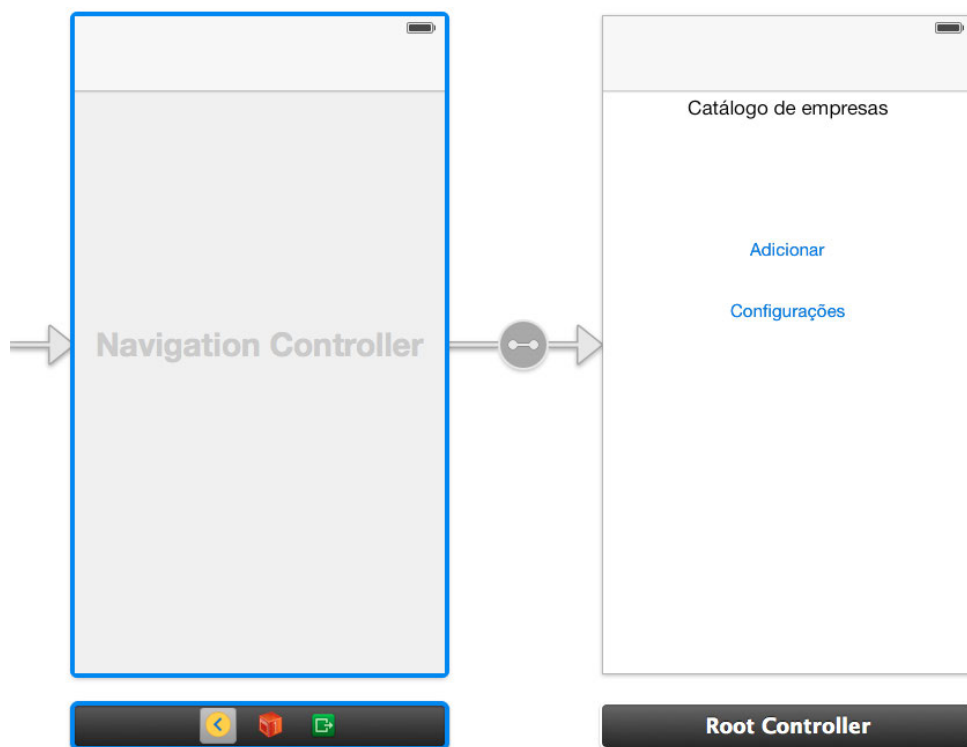 Catálogo de empresas
Adicionar
Configurações
Navigation Controller
Root Controller